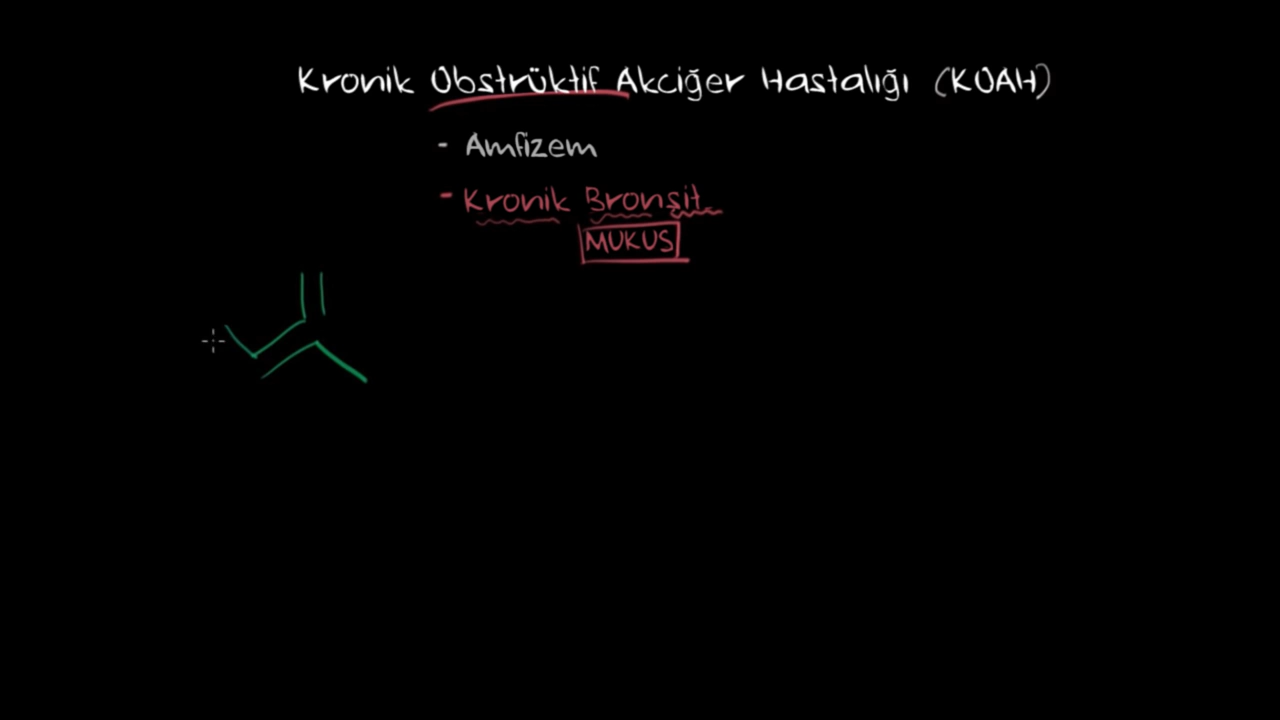 Kronik Obstrüktif Akciğer Hastalığı (KOAH)
- Amfizem
- Kronik Bronşit
MUKUS